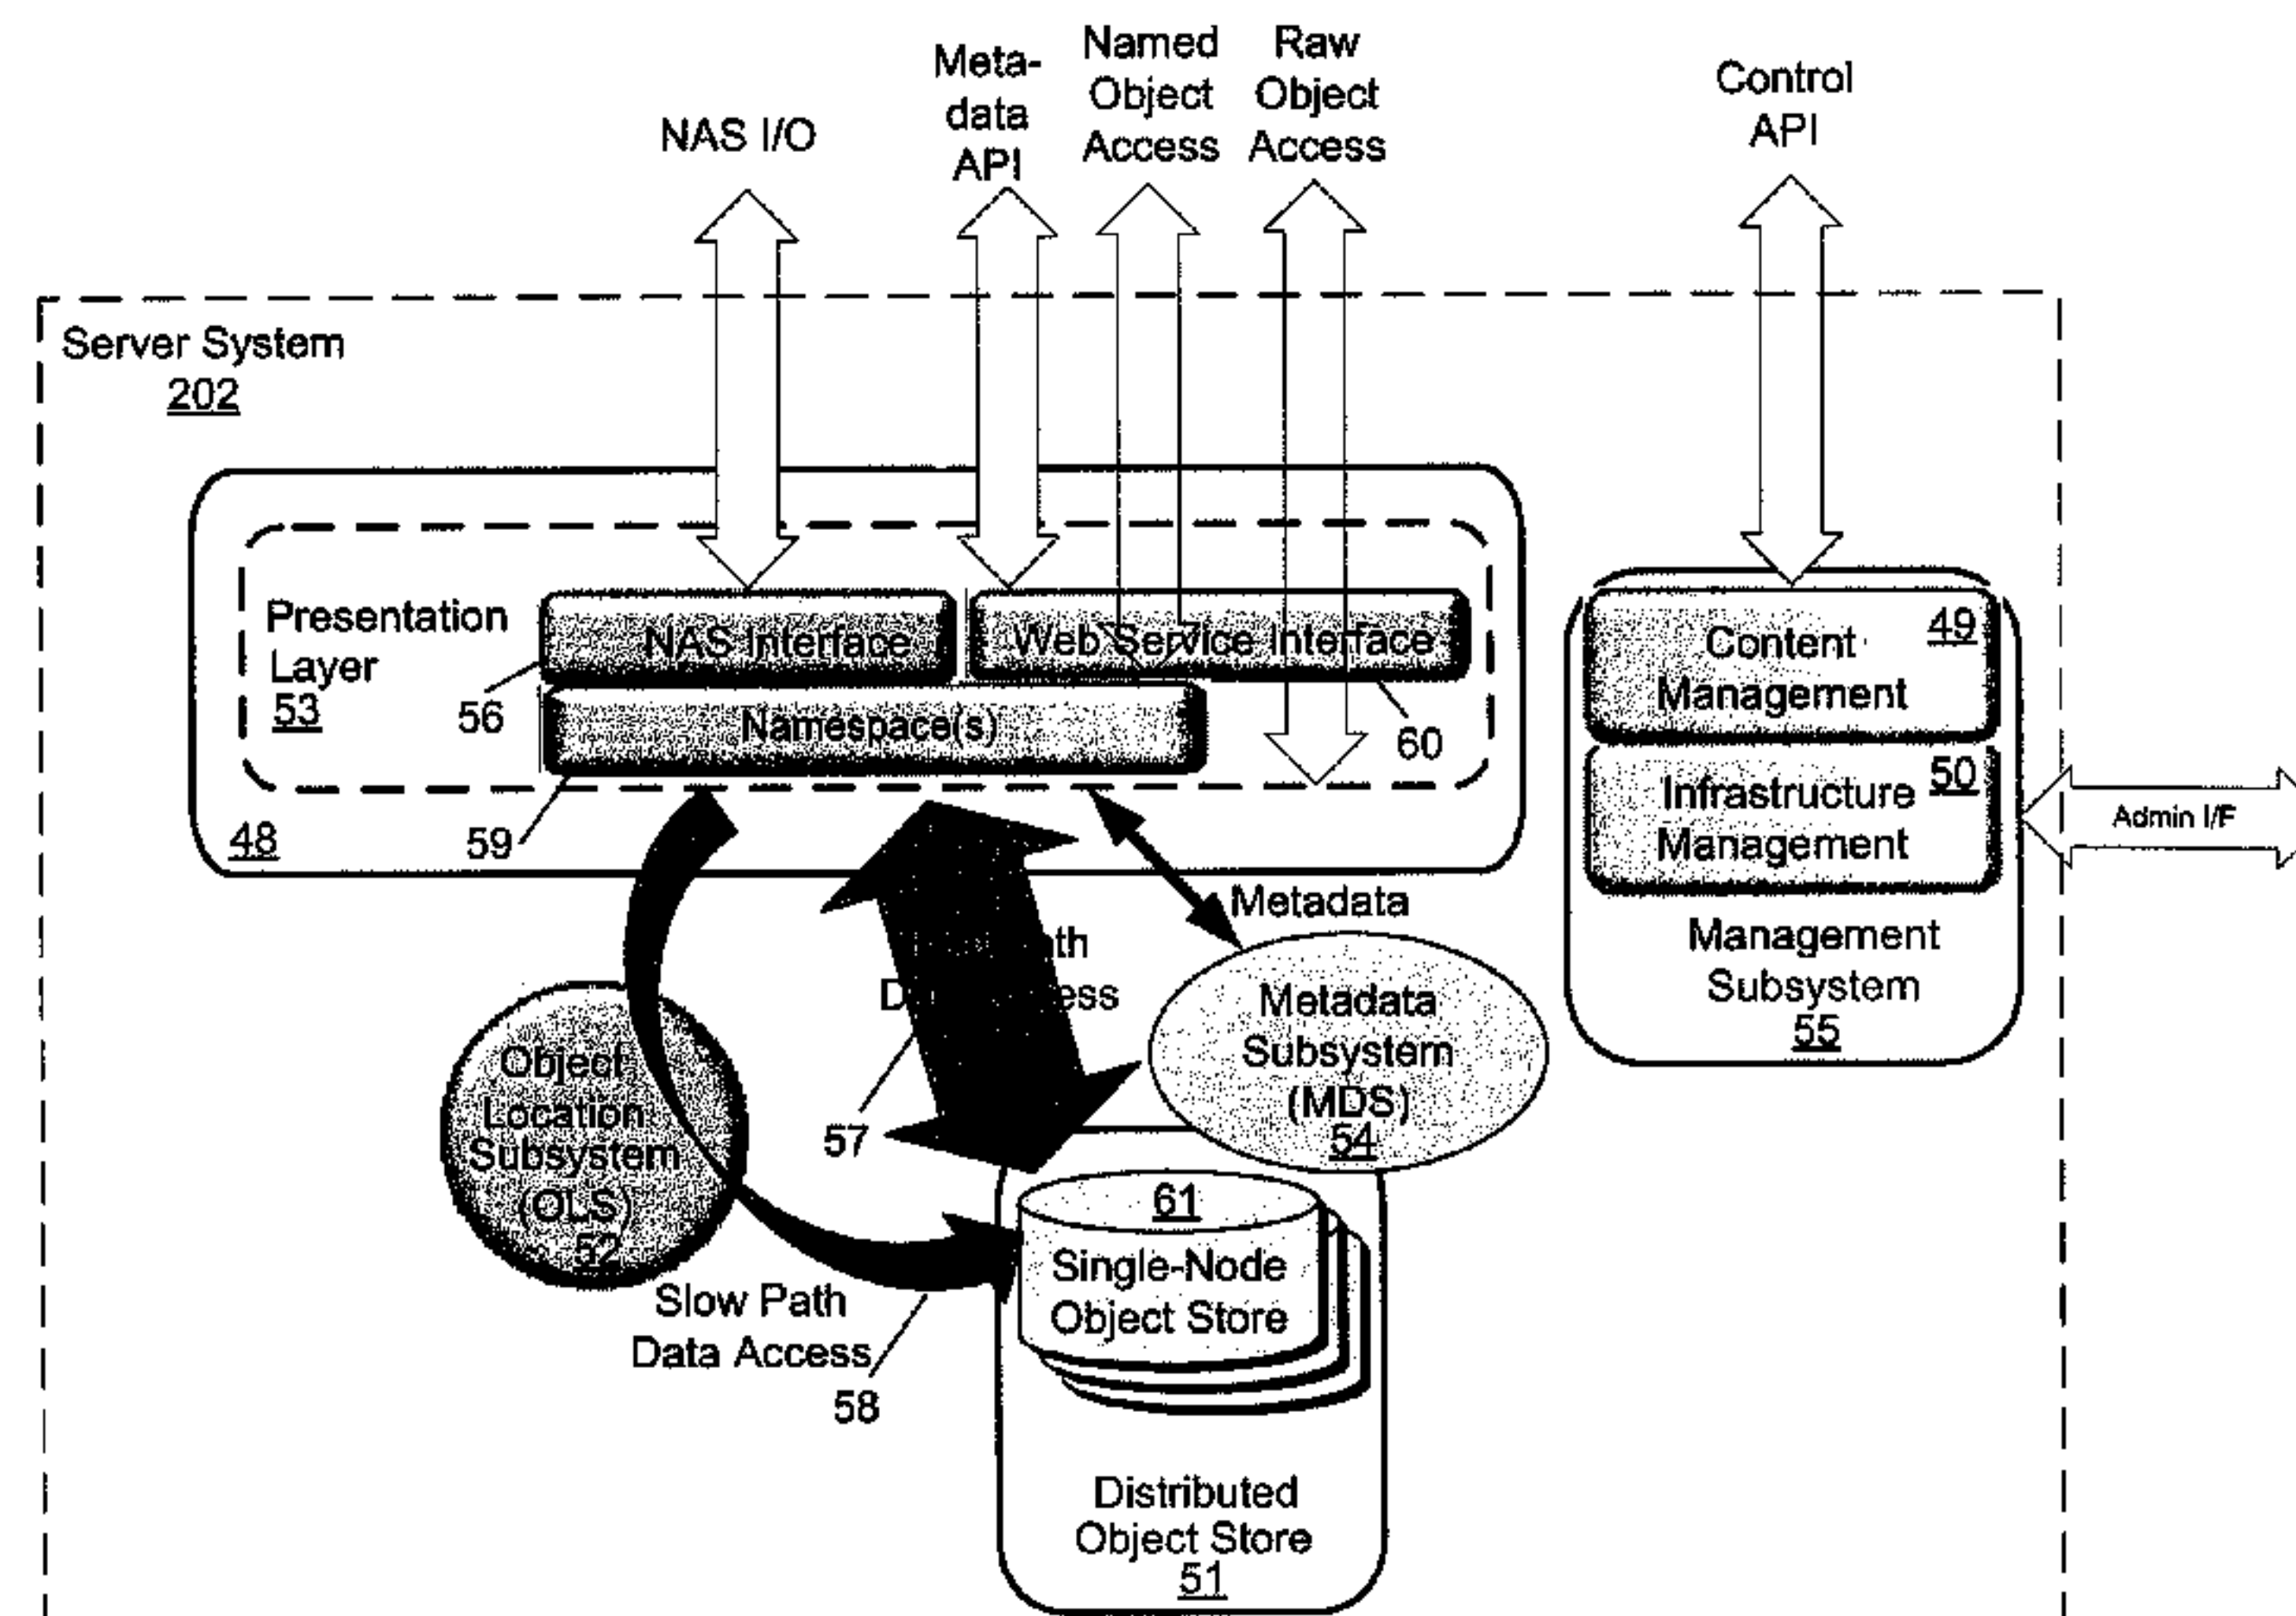 NAS I/O
Meta-
data
API
Named
Object
Access
Raw
Object
Access
Control
API
Server System
202
Presentation
Layer
53
NAS Interface
Web Service Interface
56
Namespace(s)
60
59
48
Content
Management
49
Infrastructure
Management
50
Management
Subsystem
55
Admin I/F
Metadata
57
Metadata
Subsystem
(MDS)
54
Object
Location
Subsystem
(OLS)
52
Slow Path
Data Access
58
61
Single-Node
Object Store
Distributed
Object Store
51